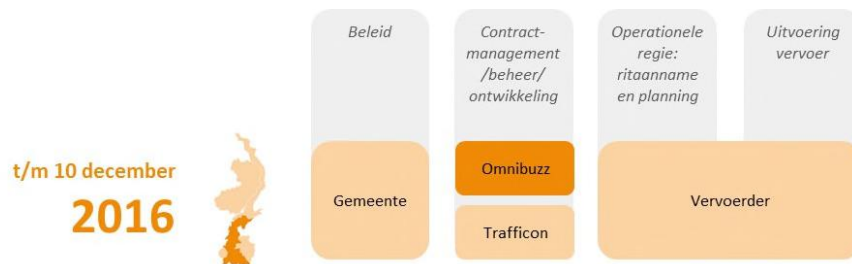 Beleid
Contract-
management
/beheer/
ontwikkeling
Operationele
regie:
ritaanname
en planning
Uitvoering
vervoer
t/m 10 december
2016
Gemeente
Omnibuzz
Trafficon
Vervoerder